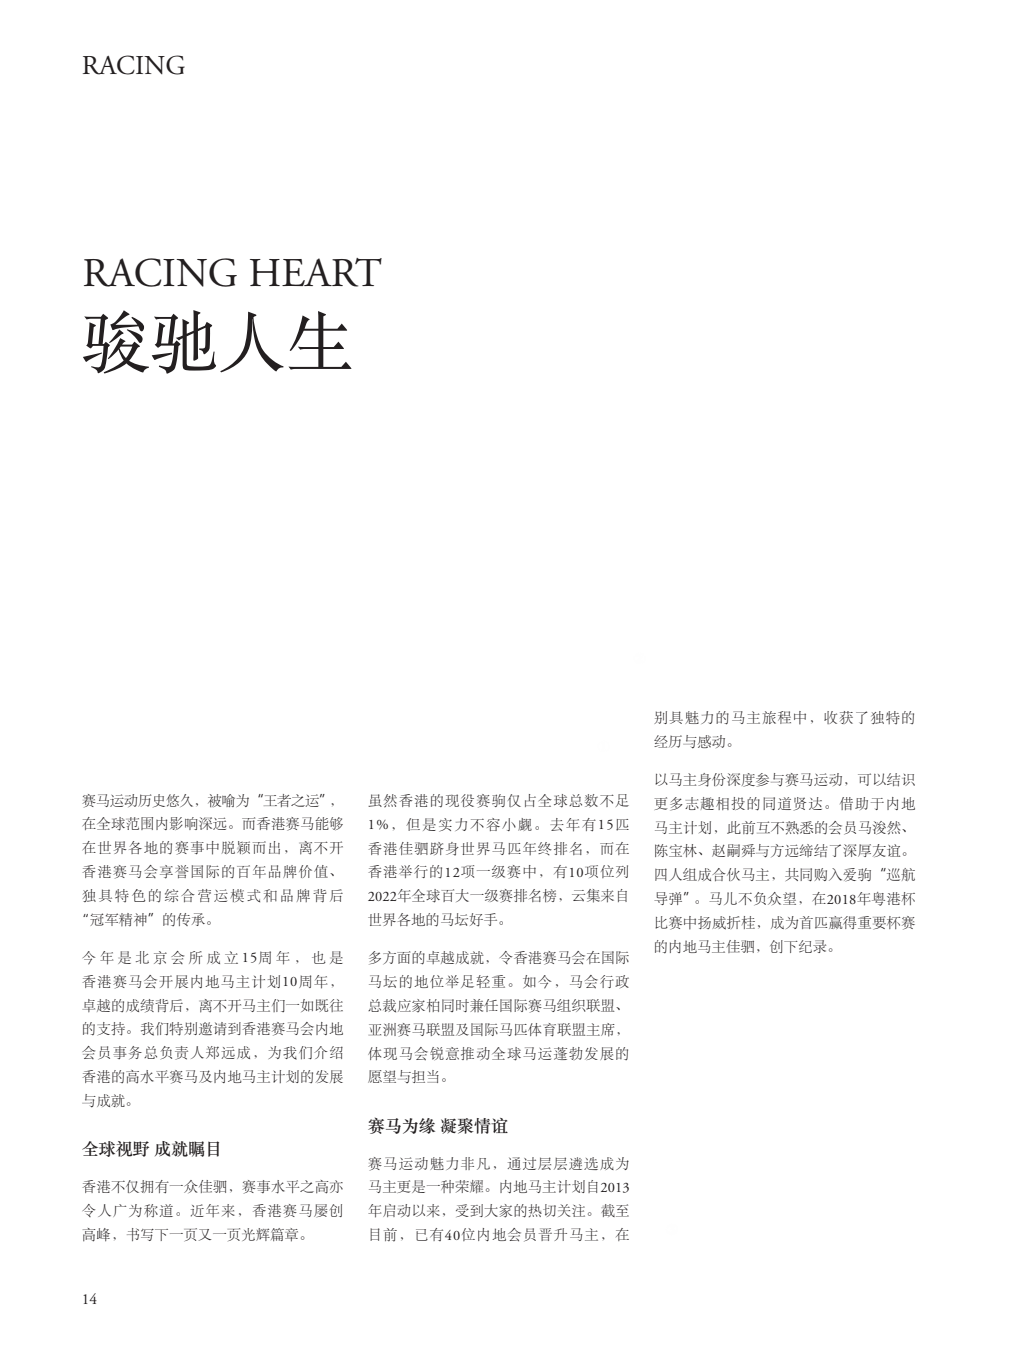 RACING
RACING HEART
骏驰人生
赛马运动历史悠久，被喻为“王者之运”，
在全球范围内影响深远。而香港赛马能够
在世界各地的赛事中脱颖而出，离不开
香港赛马会享誉国际的百年品牌价值、
独具特色的综合营运模式和品牌背后
“冠军精神”的传承。
今年是北京会所成立15周年，也是
香港赛马会开展内地马主计划10周年，
卓越的成绩背后，离不开马主们一如既往
的支持。我们特别邀请到香港赛马会内地
会员事务总负责人郑远成，为我们介绍
香港的高水平赛马及内地马主计划的发展
与成就。
全球视野 成就瞩目
香港不仅拥有一众佳驷，赛事水平之高亦
令人广为称道。近年来，香港赛马屡创
高峰，书写下一页又一页光辉篇章。
虽然香港的现役赛驹仅占全球总数不足
1%，但是实力不容小觑。去年有15匹
香港佳驷跻身世界马匹年终排名，而在
香港举行的12项一级赛中，有10项位列
2022年全球百大一级赛排名榜，云集来自
世界各地的马坛好手。
多方面的卓越成就，令香港赛马会在国际
马坛的地位举足轻重。如今，马会行政
总裁应家柏同时兼任国际赛马组织联盟、
亚洲赛马联盟及国际马匹体育联盟主席，
体现马会锐意推动全球马运蓬勃发展的
愿望与担当。
赛马为缘 凝聚情谊
赛马运动魅力非凡，通过层层遴选成为
马主更是一种荣耀。内地马主计划自2013
年启动以来，受到大家的热切关注。截至
目前，已有40位内地会员晋升马主，在
别具魅力的马主旅程中，收获了独特的
经历与感动。
以马主身份深度参与赛马运动，可以结识
更多志趣相投的同道贤达。借助于内地
马主计划，此前互不熟悉的会员马浚然、
陈宝林、赵嗣舜与方远缔结了深厚友谊。
四人组成合伙马主，共同购入爱驹“巡航
导弹”。马儿不负众望，在2018年粤港杯
比赛中扬威折桂，成为首匹赢得重要杯赛
的内地马主佳驷，创下纪录。
14